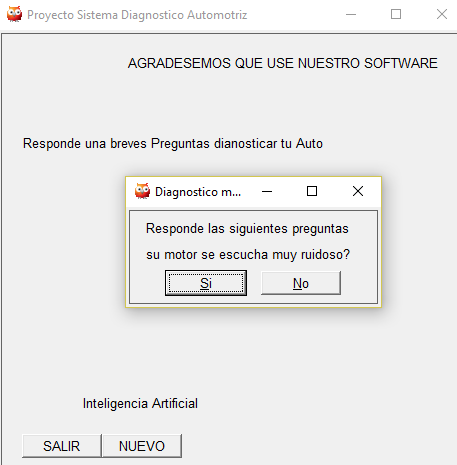 Proyecto Sistema Diagnostico Automotriz
AGRADESEMOS QUE USE NUESTRO SOFTWARE
Responde una breves Preguntas dianosticar tu Auto
Diagnostico m...
Responde las siguientes preguntas
su motor se escucha muy ruidoso?
Si No
Inteligencia Artificial
SALIR NUEVO